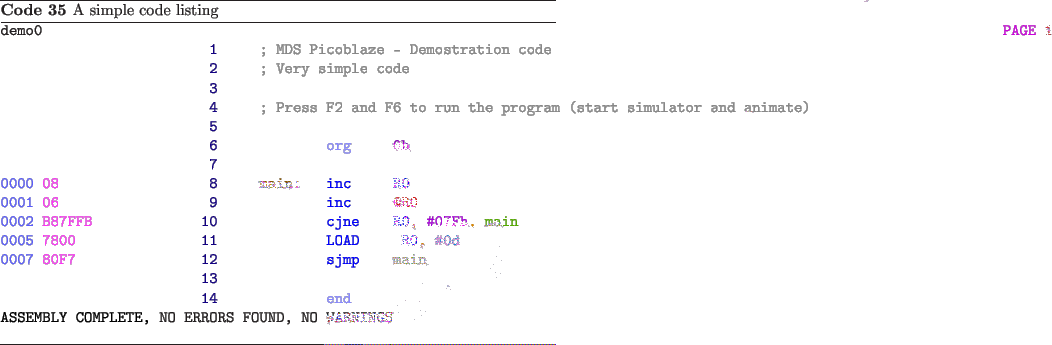 Code 35 A simple code listing
demo0 PAGE 1
1 ; MDS Picoblaze - Demostration code
2 ; Very simple code
3
4 ; Press F2 and F6 to run the program (start simulator and animate)
5
6 org 0h
7
0000 08 8 main: inc R0
0001 06 9 inc @R0
0002 B87FFB 10 cjne R0, #07Fh, main
0005 7800 11 LOAD R0, #0d
0007 80F7 12 sjmp main
13
14 end
ASSEMBLY COMPLETE, NO ERRORS FOUND, NO WARNINGS